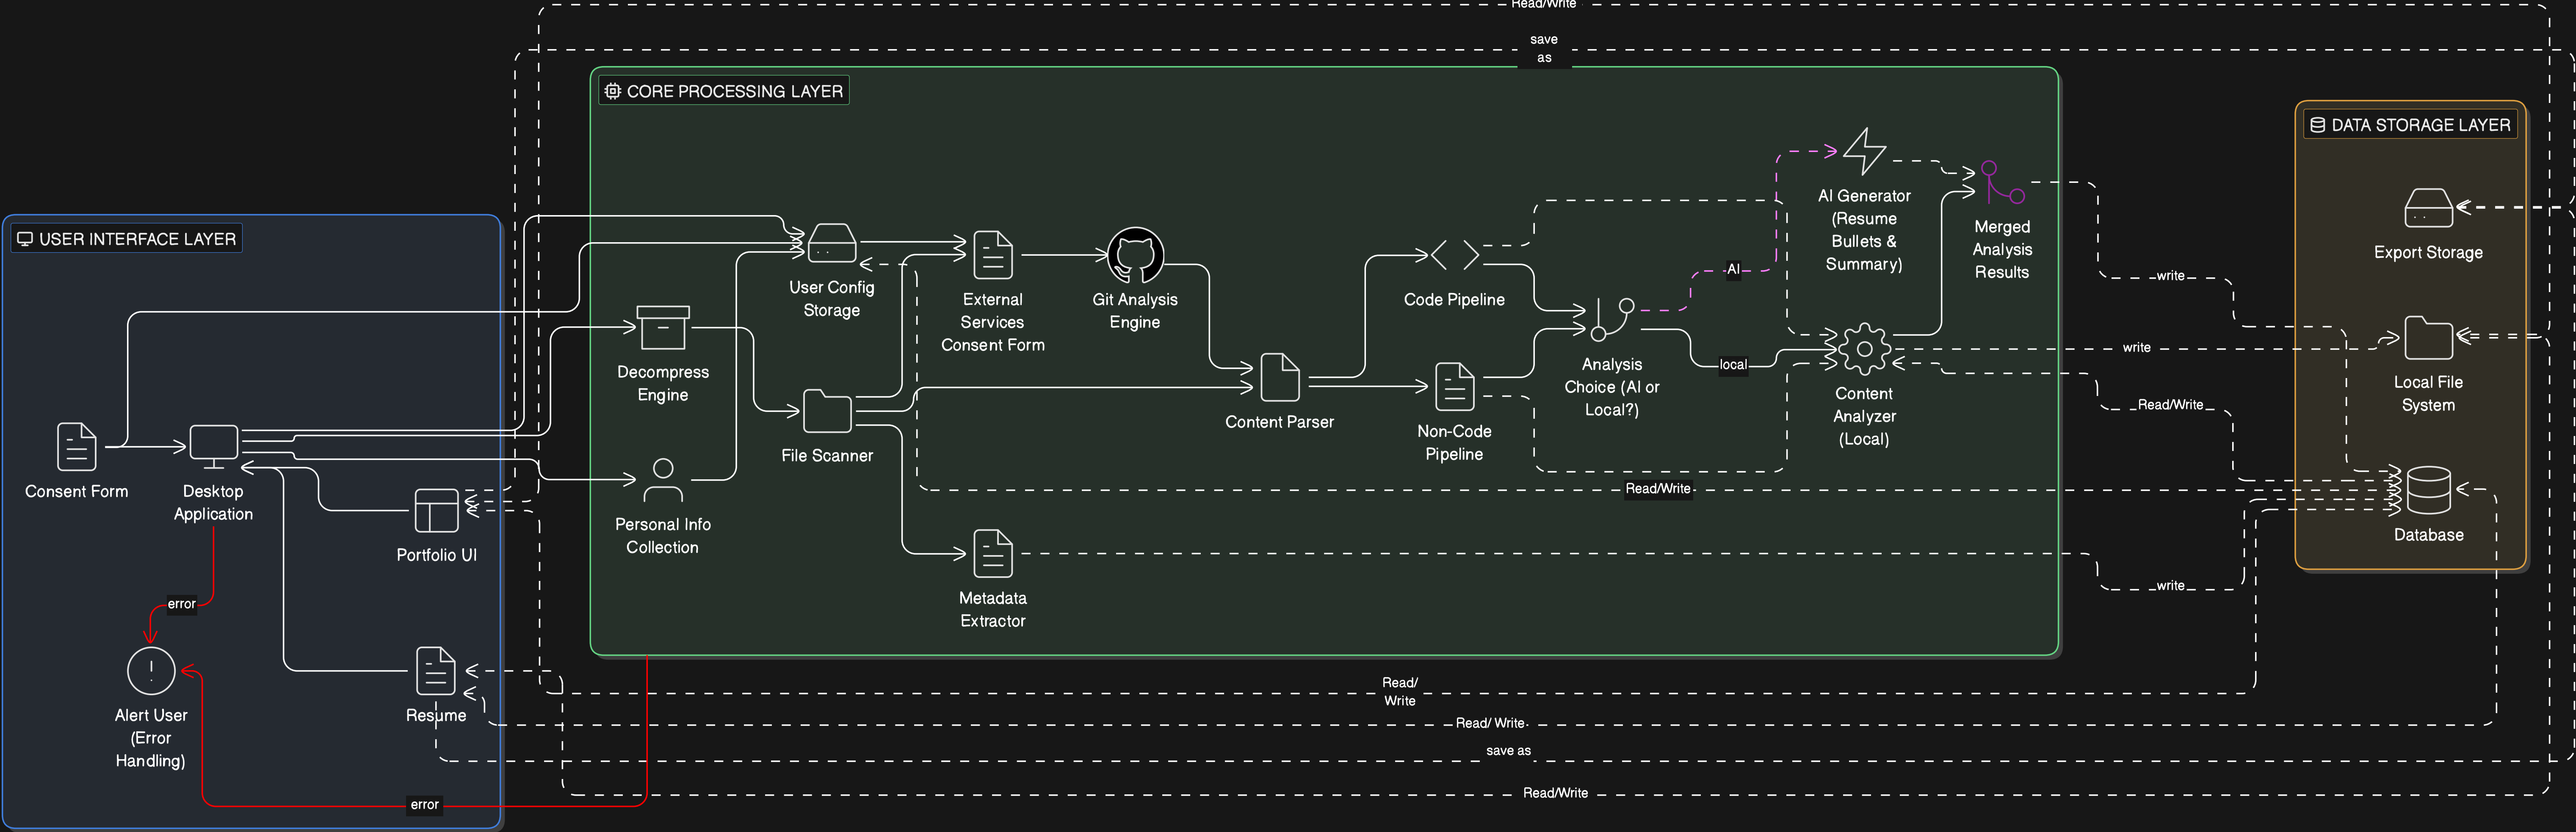 Read/Write
save
as
CORE PROCESSING LAYER
DATA STORAGE LAYER
USER INTERFACE LAYER
AI Generator
(Resume
Bullets &
Summary)
Merged
Analysis
Results
Export Storage
AI
write
User Config
Storage
External
Services
Consent Form
Git Analysis
Engine
Code Pipeline
Decompress
Engine
Analysis
Choice (AI or
Local?)
local
write
Content
Analyzer
(Local)
Local File
System
Read/Write
Content Parser
Non-Code
Pipeline
File Scanner
Consent Form
Desktop
Application
Portfolio UI
Personal Info
Collection
Read/Write
Database
write
Metadata
Extractor
error
Alert User
(Error
Handling)
Resume
Read/
Write
Read/ Write
save as
Read/Write
error